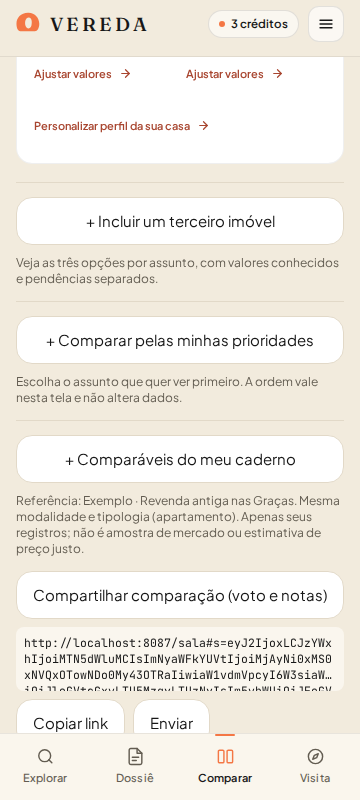 VEREDA
3 créditos
Ajustar valores →
Ajustar valores →
Personalizar perfil da sua casa →
+ Incluir um terceiro imóvel
Veja as três opções por assunto, com valores conhecidos
e pendências separados.
+ Comparar pelas minhas prioridades
Escolha o assunto que quer ver primeiro. A ordem vale
nesta tela e não altera dados.
+ Comparáveis do meu caderno
Referência: Exemplo · Revenda antiga nas Graças. Mesma
modalidade e tipologia (apartamento). Apenas seus
registros; não é amostra de mercado ou estimativa de
preço justo.
Compartilhar comparação (voto e notas)
http://localhost:8087/sala#s=eyJ2IjoxLCJzYWx
hIjoiMTN5dWluMCIsImNyaWFkYUVtIjoiMjAyNi0xMS0
xNVQxOTowNDo0My43OTRaIiwiaW1vdmVpcyI6W3siaW…
Copiar link
Enviar
Explorar
Dossiê
Comparar
Visita